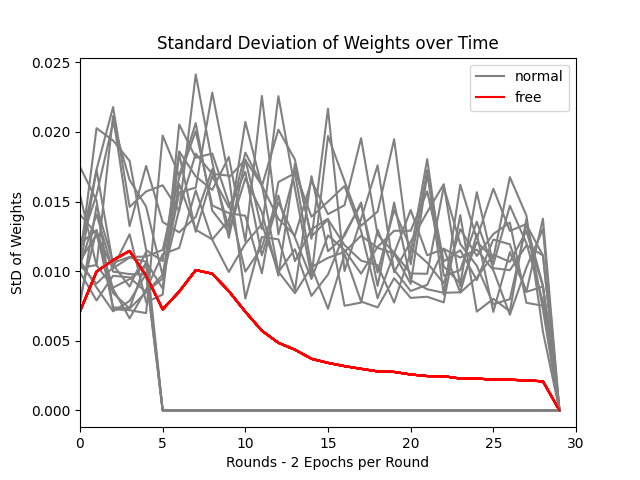 Standard Deviation of Weights over Time
StD of Weights
0.025
0.020
0.015
0.010
0.005
0.000
normal
free
0 5 10 15 20 25 30
Rounds - 2 Epochs per Round